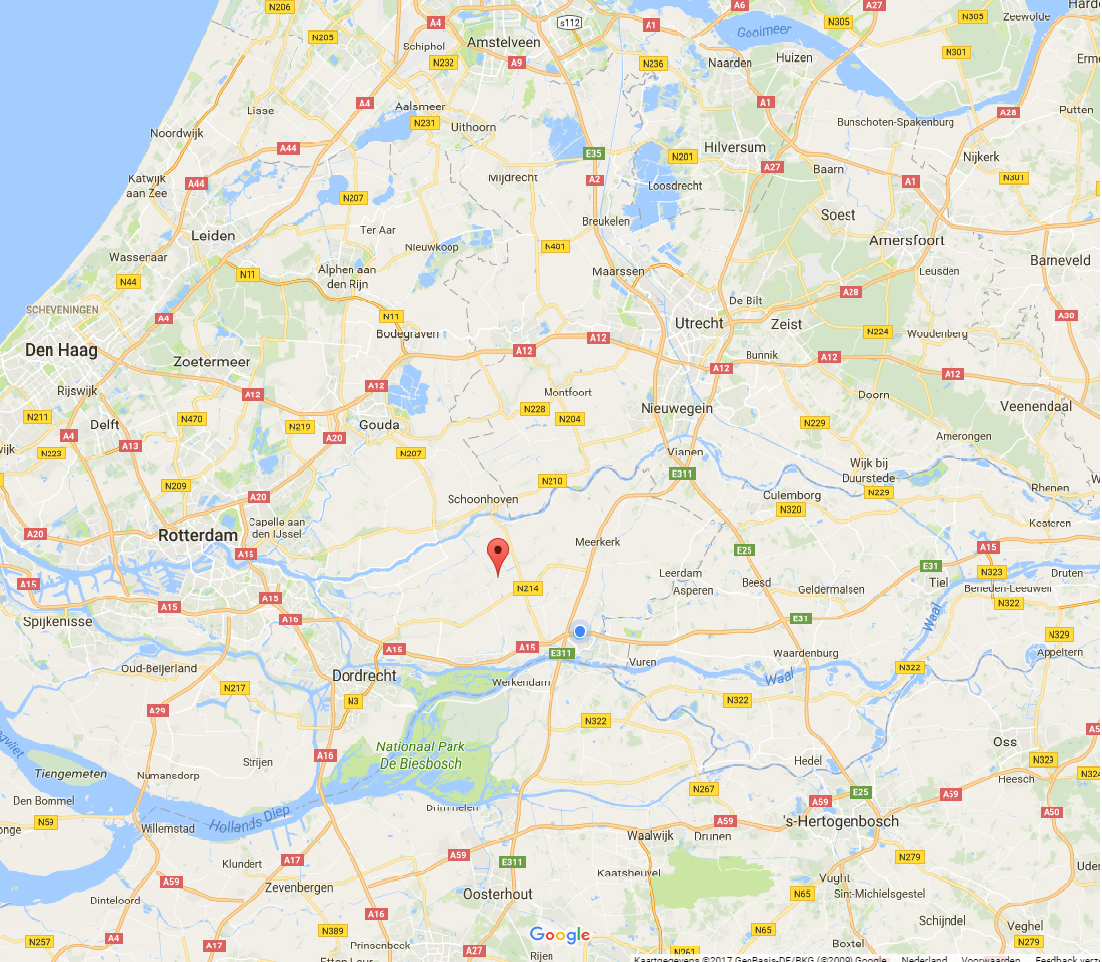 N206
A4
s112
A1
A6
A27
N305
N305
Zeewolde
N205
Schiphol
Amstelveen
Gooimeer
N232
A9
N236
Naarden
Huizen
N301
Lisse
A4
Aalsmeer
A1
A28
Putten
N231
Uithoorn
Bunschoten-Spakenburg
Noordwijk
A44
E35
N201
Hilversum
Nijkerk
A27
Baarn
Katwijk
aan Zee
A44
N207
Mijdrecht
A2
Loosdrecht
A1
N301
Breukelen
Soest
Leiden
Ter Aar
Nieuwkoop
N401
Amersfoort
Wassenaar
N11
Alphen aan
den Rijn
Maarssen
Leusden
Barneveld
N44
De Bilt
A28
SCHEVENINGEN
A4
N11
Bodegraven
Utrecht
Zeist
N224
Woudenberg
A30
Den Haag
Zoetermeer
A12
A12
Bunnik
A12
A12
A12
Rijswijk
A12
A12
Montfoort
Doorn
N211
Delft
N470
N219
Gouda
N228
N204
Nieuwegein
N229
Veenendaal
A4
A13
A20
Amerongen
N223
N207
Vianen
Wijk bij
Duurstede
E311
N209
N210
Rhenen
A20
Schoonhoven
Culemborg
N229
N320
Capelle aan
den IJssel
Kesteren
A20
Rotterdam
Meerkerk
E25
A15
A15
Leerdam
Beesd
E31
N323
Druten
A15
N214
Asperen
Geldermalsen
Tiel
Beneden-Leeuwen
A15
A15
N322
A16
E31
Waal
Spijkenisse
N329
A15
A15
E311
Waardenburg
Appeltern
Oud-Beijerland
Dordrecht
Vuren
N322
Waal
N217
N3
Werkendam
N322
A29
N322
Nationaal Park
De Biesbosch
Oss
A16
Strijen
Hedel
N329
Tiengemeten
Numansdorp
Heesch
N267
E25
A59
Den Bommel
Drimmelen
A59
A50
N59
Willemstad
Hollands Diep
A59
's-Hertogenbosch
Waalwijk
Drunen
A59
E311
N279
Klundert
A17
Kaatsheuvel
Vught
A59
Zevenbergen
Oosterhout
N65
Sint-Michielsgestel
Dinteloord
A16
Schijndel
N389
N65
Veghel
N257
A4
A17
Prinsenbeek
Google
Boxtel
N279
A27
Rijen
N261
Kaartgegevens ©2017 GeoBasis-DE/BKG (©2009) Google
Nederland
Voorwaarden